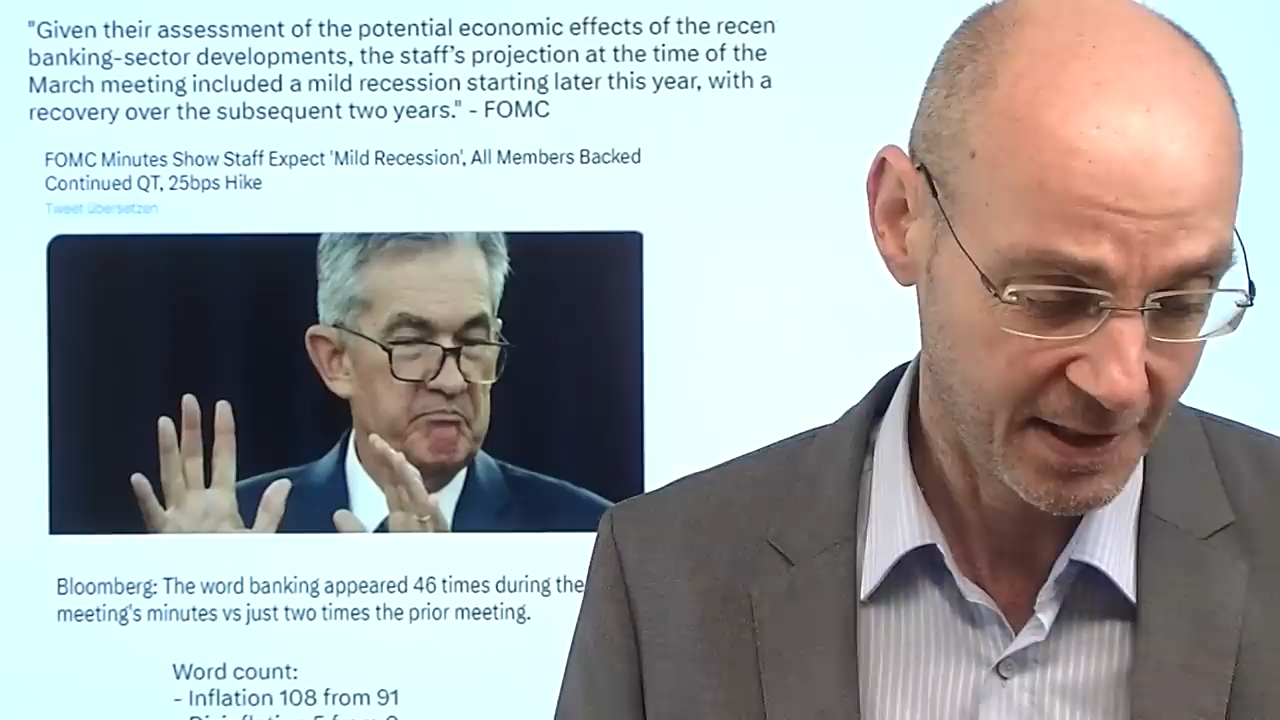 "Given their assessment of the potential economic effects of the recen
banking-sector developments, the staff's projection at the time of the
March meeting included a mild recession starting later this year, with a
recovery over the subsequent two years." - FOMC
FOMC Minutes Show Staff Expect 'Mild Recession', All Members Backed
Continued QT, 25bps Hike
Tweet übersetzen
Bloomberg: The word banking appeared 46 times during the
meeting's minutes vs just two times the prior meeting.
Word count:
- Inflation 108 from 91